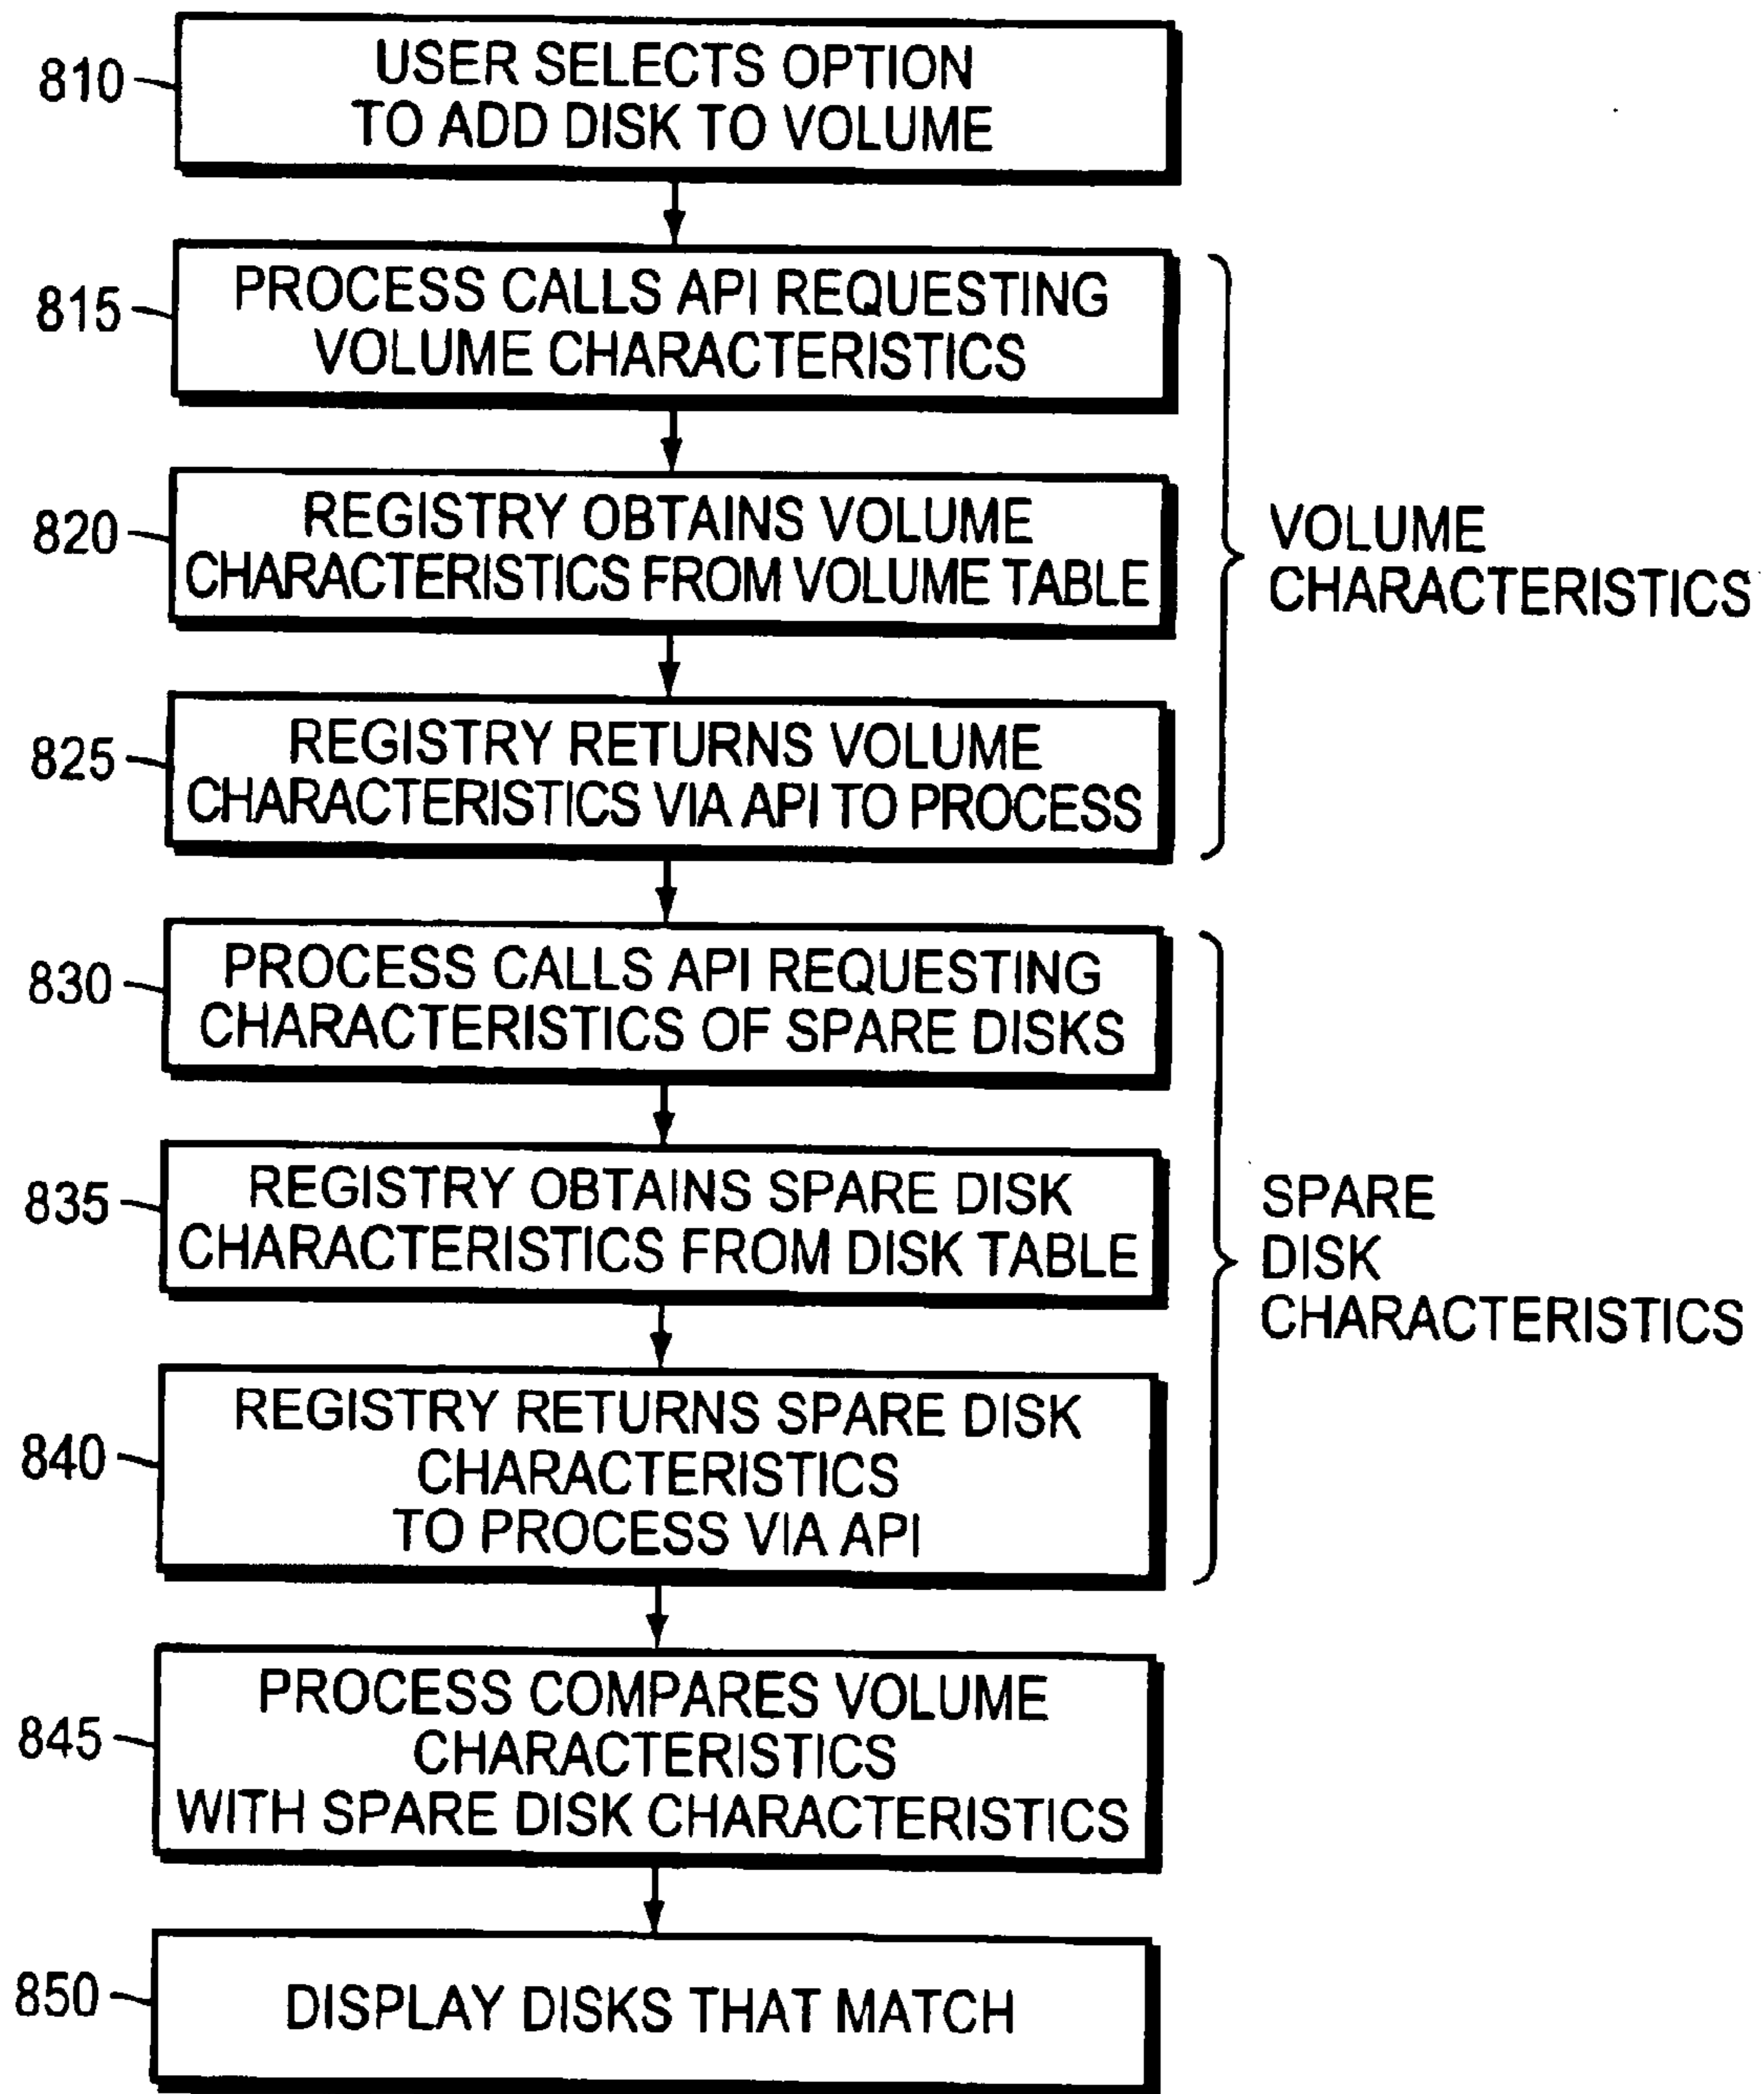 810
USER SELECTS OPTION
TO ADD DISK TO VOLUME
815
PROCESS CALLS API REQUESTING
VOLUME CHARACTERISTICS
820
REGISTRY OBTAINS VOLUME
CHARACTERISTICS FROM VOLUME TABLE
825
REGISTRY RETURNS VOLUME
CHARACTERISTICS VIA API TO PROCESS
VOLUME
CHARACTERISTICS
830
PROCESS CALLS API REQUESTING
CHARACTERISTICS OF SPARE DISKS
835
REGISTRY OBTAINS SPARE DISK
CHARACTERISTICS FROM DISK TABLE
840
REGISTRY RETURNS SPARE DISK
CHARACTERISTICS
TO PROCESS VIA API
SPARE
DISK
CHARACTERISTICS
845
PROCESS COMPARES VOLUME
CHARACTERISTICS
WITH SPARE DISK CHARACTERISTICS
850
DISPLAY DISKS THAT MATCH